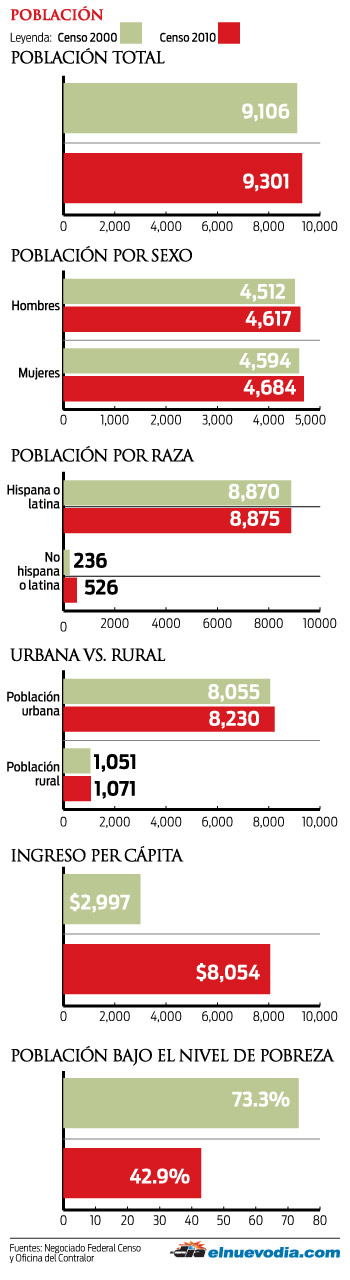 POBLACIÓN
Leyenda: Censo 2000 Censo 2010
POBLACIÓN TOTAL
9,106
9,301
0 2,000 4,000 6,000 8,000 10,000
POBLACIÓN POR SEXO
Hombres
4,512
4,617
Mujeres
4,594
4,684
0 1,000 2,000 3,000 4,000 5,000
POBLACIÓN POR RAZA
Hispana o
latina
8,870
8,875
No
hispana
o latina
236
526
0 2000 4000 6000 8000 10000
URBANA VS. RURAL
Población
urbana
8,055
8,230
Población
rural
1,051
1,071
0 2,000 4,000 6,000 8,000 10,000
INGRESO PER CÁPITA
$2,997
$8,054
0 2,000 4,000 6,000 8,000 10,000
POBLACIÓN BAJO EL NIVEL DE POBREZA
73.3%
42.9%
0 10 20 30 40 50 60 70 80
Fuentes: Negociado Federal Censo
y Oficina del Contralor
elnuevodia.com